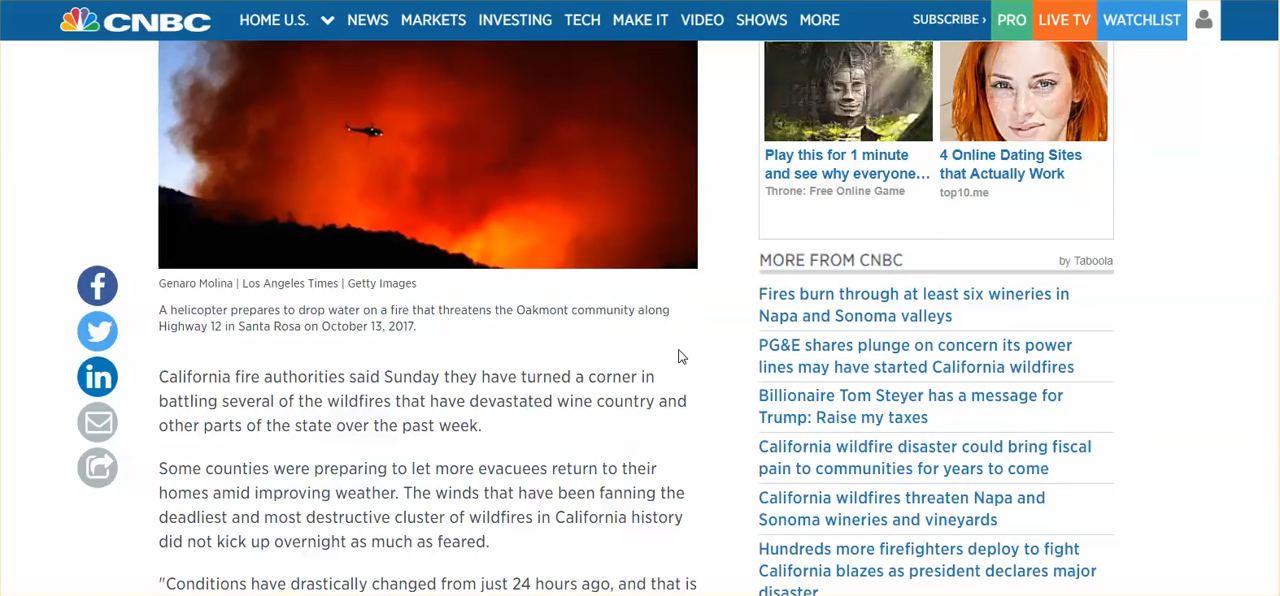 CNBC HOME U.S. NEWS MARKETS INVESTING TECH MAKE IT VIDEO SHOWS MORE SUBSCRIBE › PRO LIVE TV WATCHLIST
Genaro Molina | Los Angeles Times | Getty Images
A helicopter prepares to drop water on a fire that threatens the Oakmont community along
Highway 12 in Santa Rosa on October 13, 2017.
California fire authorities said Sunday they have turned a corner in
battling several of the wildfires that have devastated wine country and
other parts of the state over the past week.
Some counties were preparing to let more evacuees return to their
homes amid improving weather. The winds that have been fanning the
deadliest and most destructive cluster of wildfires in California history
did not kick up overnight as much as feared.
"Conditions have drastically changed from just 24 hours ago, and that is
Play this for 1 minute
and see why everyone...
Throne: Free Online Game
4 Online Dating Sites
that Actually Work
top10.me
MORE FROM CNBC
by Taboola
Fires burn through at least six wineries in
Napa and Sonoma valleys
PG&E shares plunge on concern its power
lines may have started California wildfires
Billionaire Tom Steyer has a message for
Trump: Raise my taxes
California wildfire disaster could bring fiscal
pain to communities for years to come
California wildfires threaten Napa and
Sonoma wineries and vineyards
Hundreds more firefighters deploy to fight
California blazes as president declares major
disaster